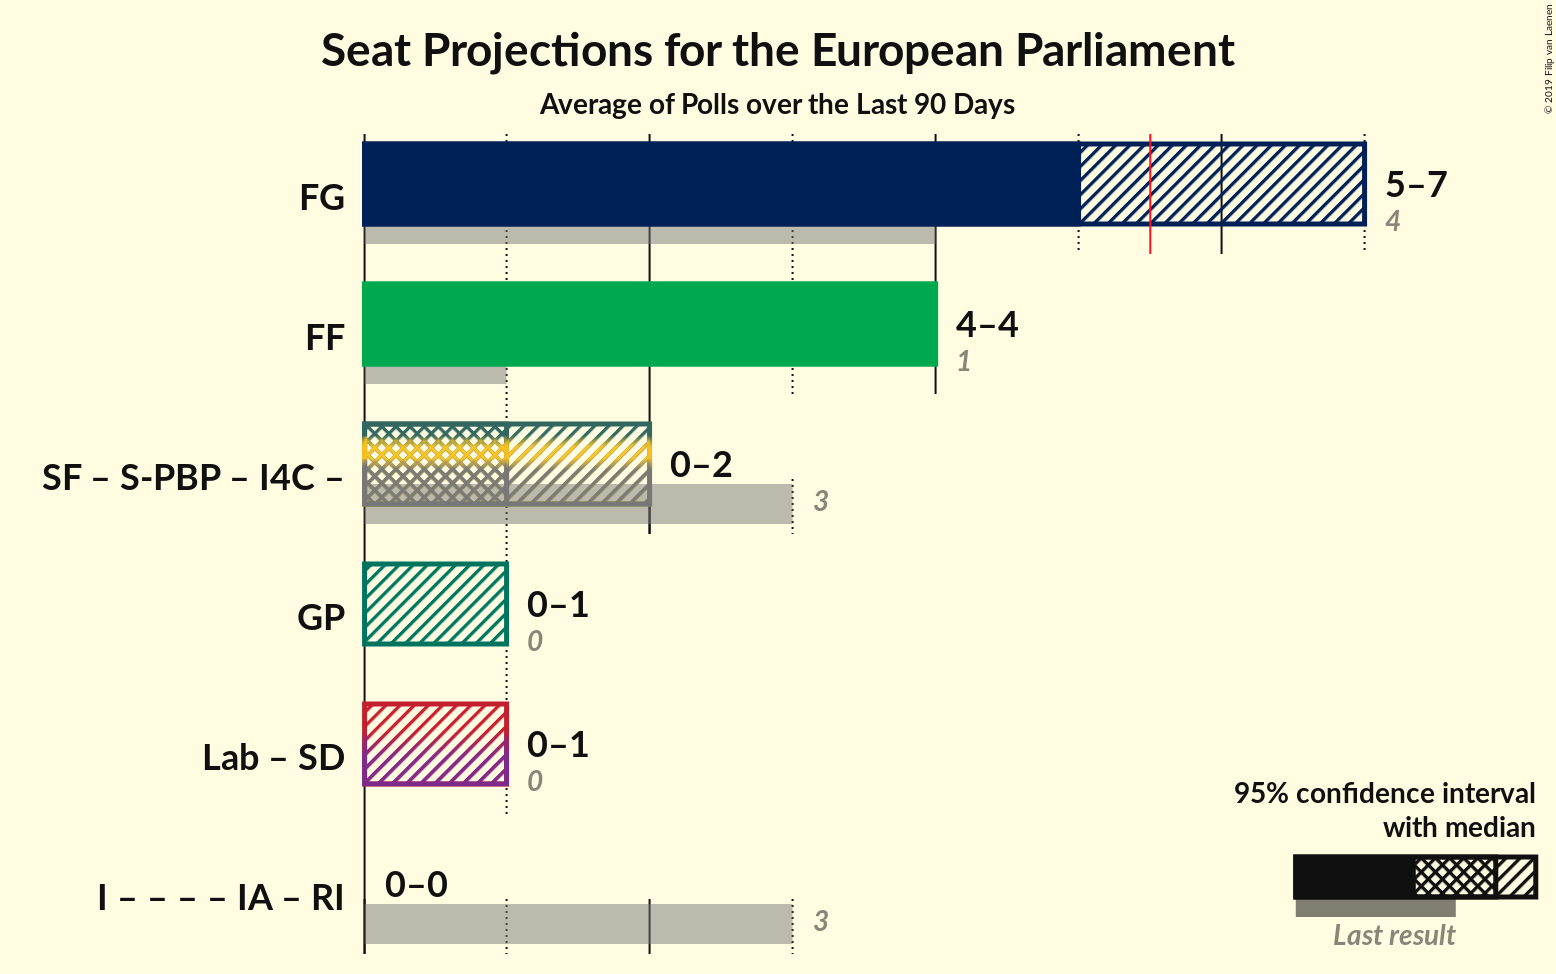 Seat Projections for the European Parliament
Average of Polls over the Last 90 Days
© 2019 Filip van Laenen
FG
5–7
4
FF
4–4
1
SF – S-PBP – I4C –
0–2
3
GP
0–1
0
Lab – SD
0–1
0
I – – – – IA – RI
0–0
3
95% confidence interval
with median
Last result